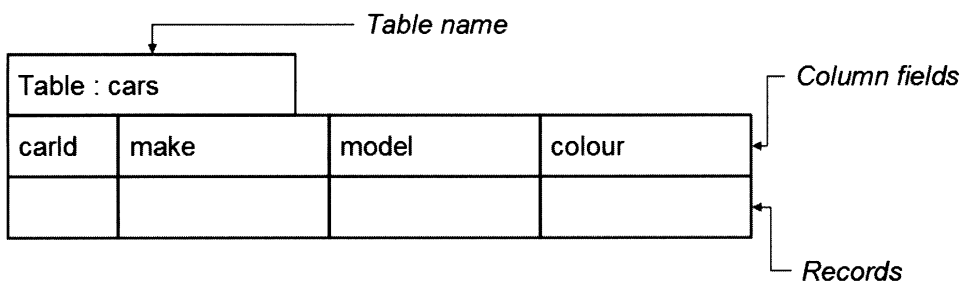 Table name
Table : cars
Column fields
carId
make
model
colour
Records